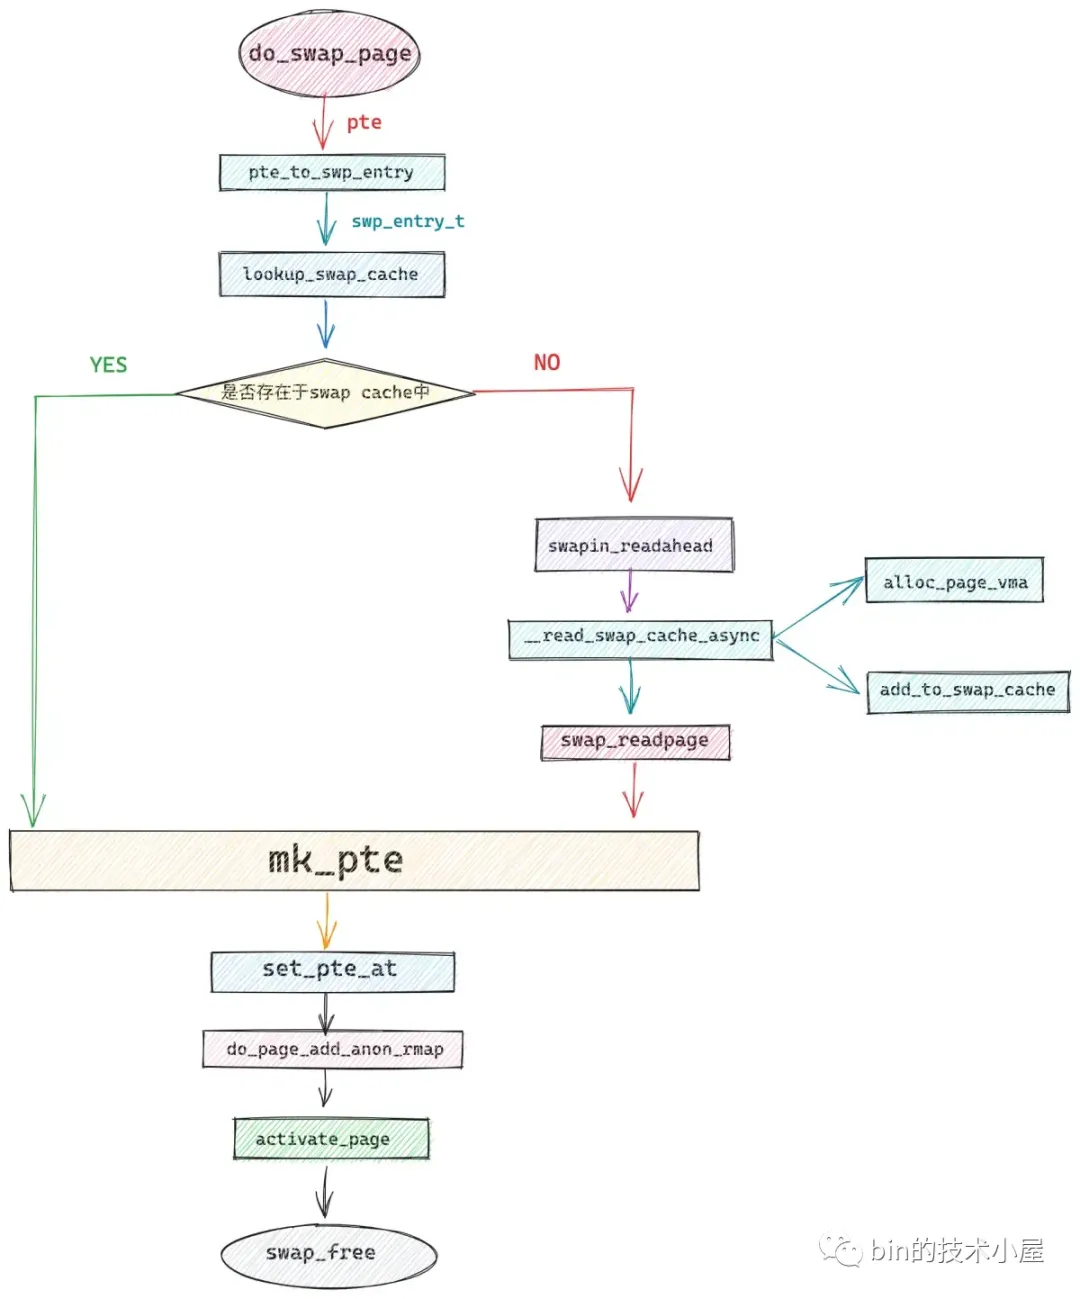 do_swap_page
pte
pte_to_swp_entry
swp_entry_t
lookup_swap_cache
YES
NO
是否存在于swap cache中
swapin_readahead
alloc_page_vma
__read_swap_cache_async
add_to_swap_cache
swap_readpage
mk_pte
set_pte_at
do_page_add_anon_rmap
activate_page
swap_free
bin的技术小屋